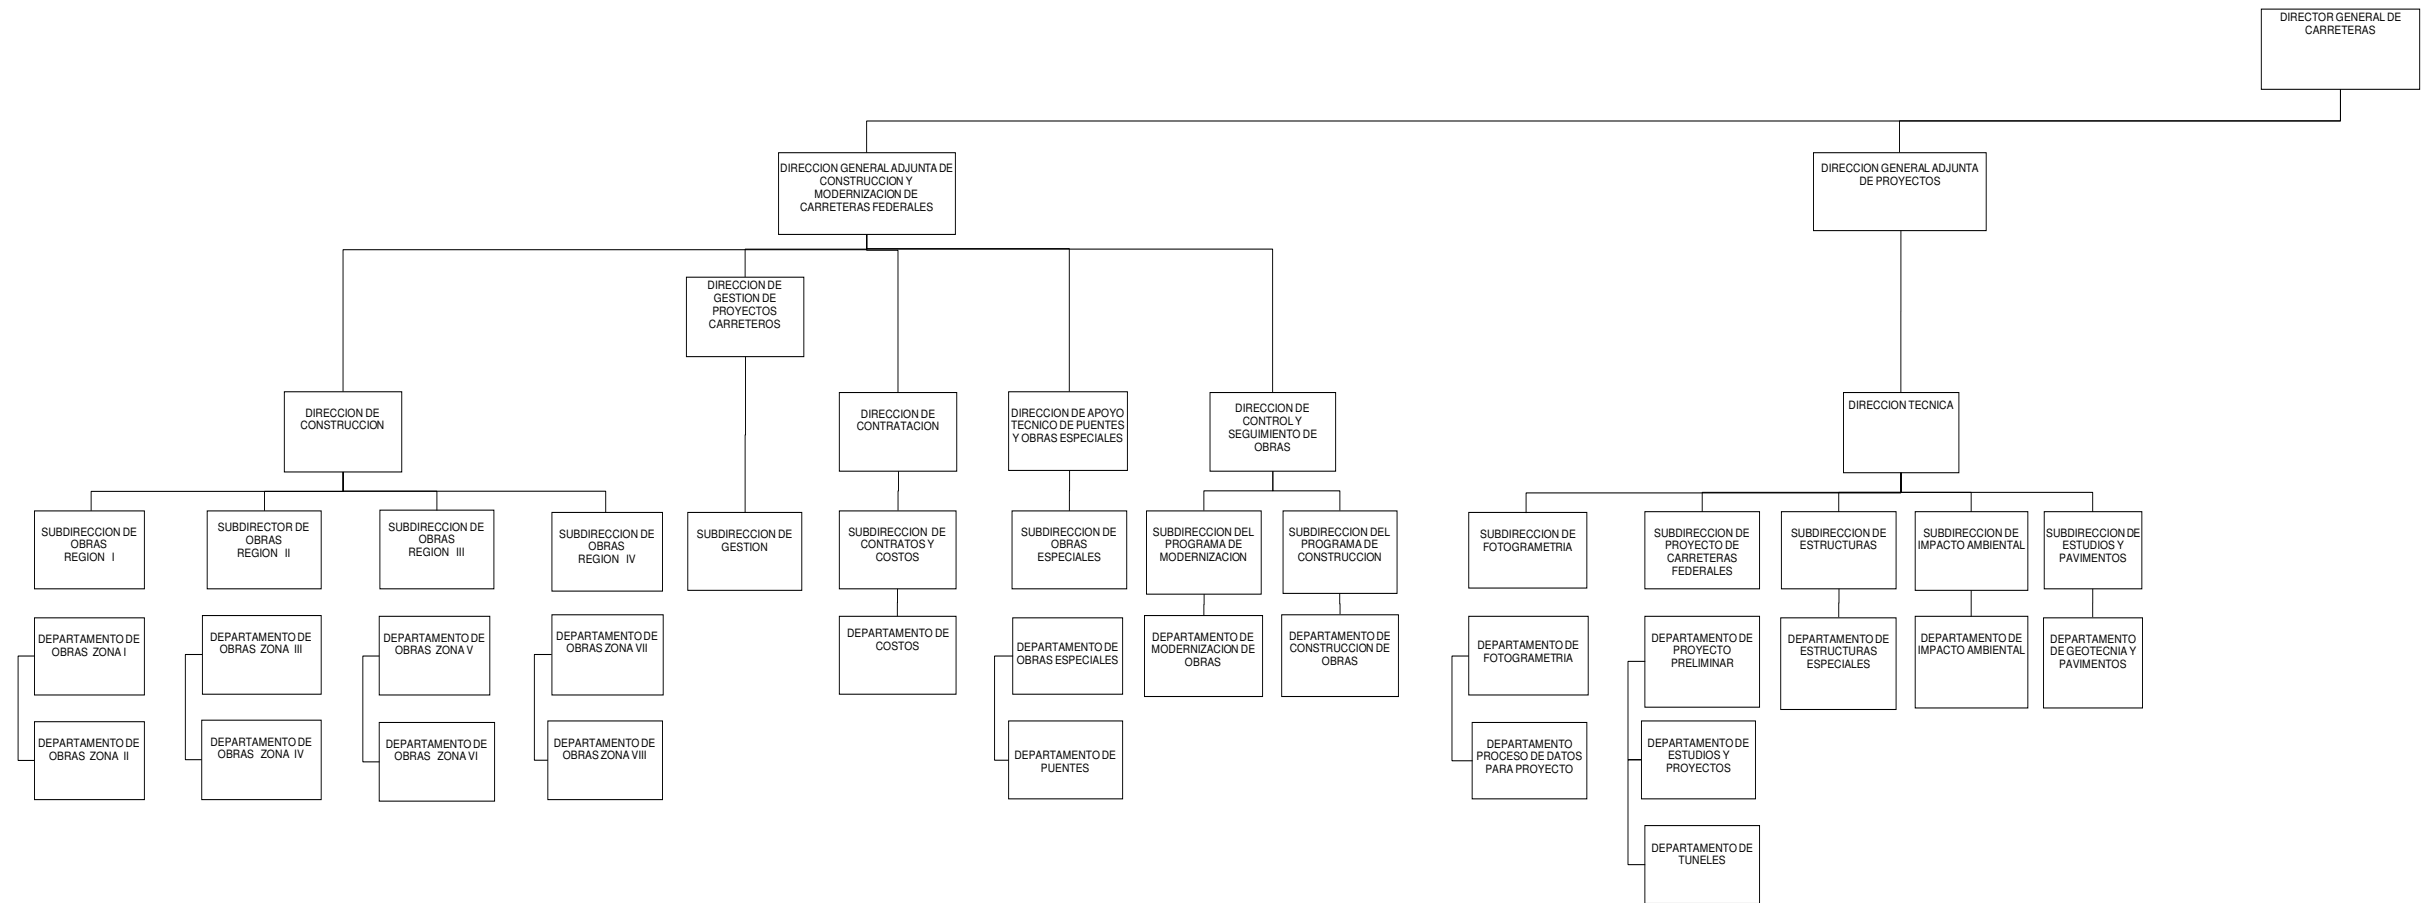 DIRECTOR GENERAL DE
CARRETERAS
DIRECCION GENERAL ADJUNTA DE
CONSTRUCCION Y
MODERNIZACION DE
CARRETERAS FEDERALES
DIRECCION GENERAL ADJUNTA
DE PROYECTOS
DIRECCION DE
GESTION DE
PROYECTOS
CARRETEROS
DIRECCION DE
CONSTRUCCION
DIRECCION DE
CONTRATACION
DIRECCION DE APOYO
TECNICO DE PUENTES
Y OBRAS ESPECIALES
DIRECCION DE
CONTROL Y
SEGUIMIENTO DE
OBRAS
DIRECCION TECNICA
SUBDIRECCION DE
OBRAS
REGION I
SUBDIRECTOR DE
OBRAS
REGION II
SUBDIRECCION DE
OBRAS
REGION III
SUBDIRECCION DE
OBRAS
REGION IV
SUBDIRECCION DE
GESTION
SUBDIRECCION DE
CONTRATOS Y
COSTOS
SUBDIRECCION DE
OBRAS
ESPECIALES
SUBDIRECCION DEL
PROGRAMA DE
MODERNIZACION
SUBDIRECCION DEL
PROGRAMA DE
CONSTRUCCION
SUBDIRECCION DE
FOTOGRAMETRIA
SUBDIRECCION DE
PROYECTO DE
CARRETERAS
FEDERALES
SUBDIRECCION DE
ESTRUCTURAS
SUBDIRECCION DE
IMPACTO AMBIENTAL
SUBDIRECCION DE
ESTUDIOS Y
PAVIMENTOS
DEPARTAMENTO DE
OBRAS ZONA I
DEPARTAMENTO DE
OBRAS ZONA III
DEPARTAMENTO DE
OBRAS ZONA V
DEPARTAMENTO DE
OBRAS ZONA VII
DEPARTAMENTO DE
COSTOS
DEPARTAMENTO DE
OBRAS ESPECIALES
DEPARTAMENTO DE
MODERNIZACION DE
OBRAS
DEPARTAMENTO DE
CONSTRUCCION DE
OBRAS
DEPARTAMENTO DE
FOTOGRAMETRIA
DEPARTAMENTO DE
PROYECTO
PRELIMINAR
DEPARTAMENTO DE
ESTRUCTURAS
ESPECIALES
DEPARTAMENTO DE
IMPACTO AMBIENTAL
DEPARTAMENTO
DE GEOTECNIA Y
PAVIMENTOS
DEPARTAMENTO DE
OBRAS ZONA II
DEPARTAMENTO DE
OBRAS ZONA IV
DEPARTAMENTO DE
OBRAS ZONA VI
DEPARTAMENTO DE
OBRAS ZONA VIII
DEPARTAMENTO DE
PUENTES
DEPARTAMENTO
PROCESO DE DATOS
PARA PROYECTO
DEPARTAMENTO DE
ESTUDIOS Y
PROYECTOS
DEPARTAMENTO DE
TUNELES